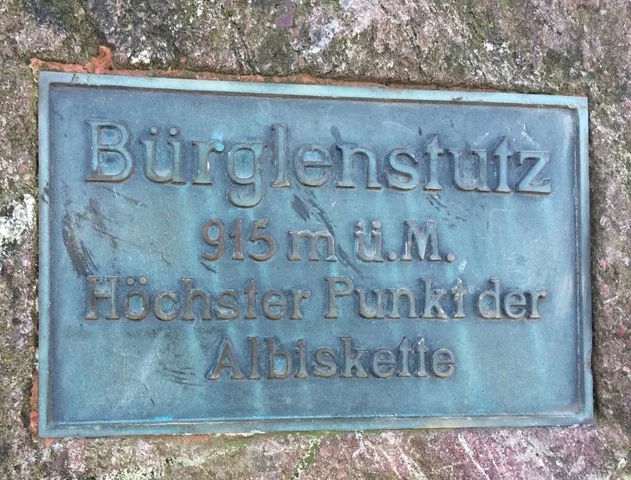 Bürglenstutz
915 m ü.M.
Höchster Punkt der
Albiskette